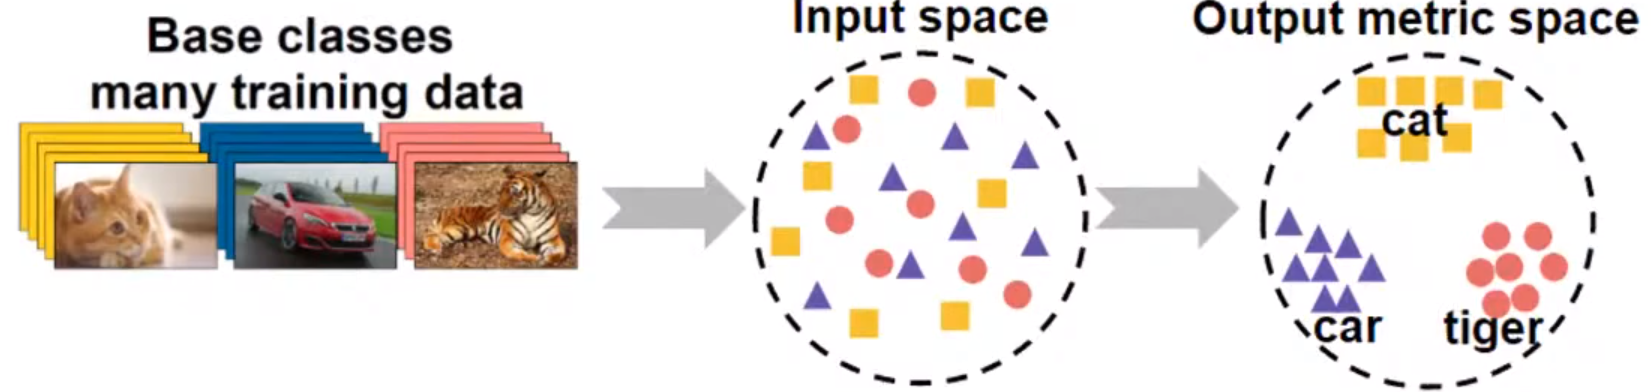 Base classes
many training data
Input space
Output metric space
cat
car
tiger